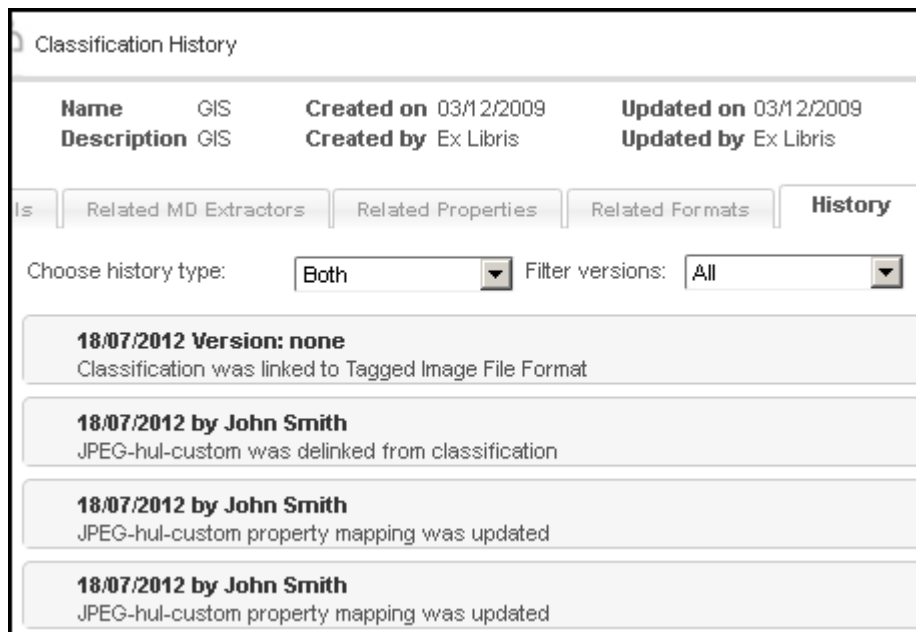 Classification History
Name GIS Created on 03/12/2009 Updated on 03/12/2009
Description GIS Created by Ex Libris Updated by Ex Libris
ls Related MD Extractors Related Properties Related Formats History
Choose history type: Both Filter versions: All
18/07/2012 Version: none
Classification was linked to Tagged Image File Format
18/07/2012 by John Smith
JPEG-hul-custom was delinked from classification
18/07/2012 by John Smith
JPEG-hul-custom property mapping was updated
18/07/2012 by John Smith
JPEG-hul-custom property mapping was updated